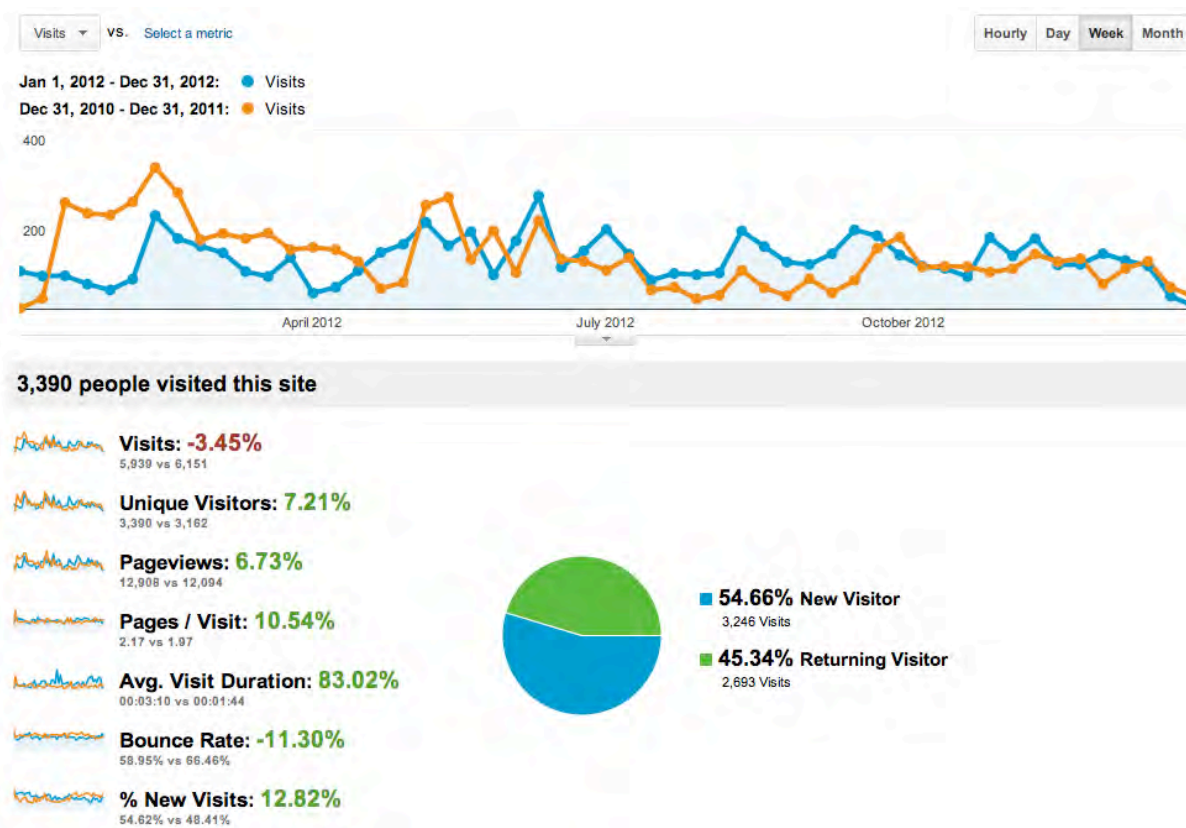 Visits vs. Select a metric Hourly Day Week Month
Jan 1, 2012 - Dec 31, 2012: Visits
Dec 31, 2010 - Dec 31, 2011: Visits
400
200
April 2012 July 2012 October 2012
3,390 people visited this site
Visits: -3.45%
5,939 vs 6,151
Unique Visitors: 7.21%
3,390 vs 3,162
Pageviews: 6.73%
12,908 vs 12,094
Pages / Visit: 10.54%
2.17 vs 1.97
Avg. Visit Duration: 83.02%
00:03:10 vs 00:01:44
Bounce Rate: -11.30%
58.95% vs 66.46%
% New Visits: 12.82%
54.62% vs 48.41%
54.66% New Visitor
3,246 Visits
45.34% Returning Visitor
2,693 Visits